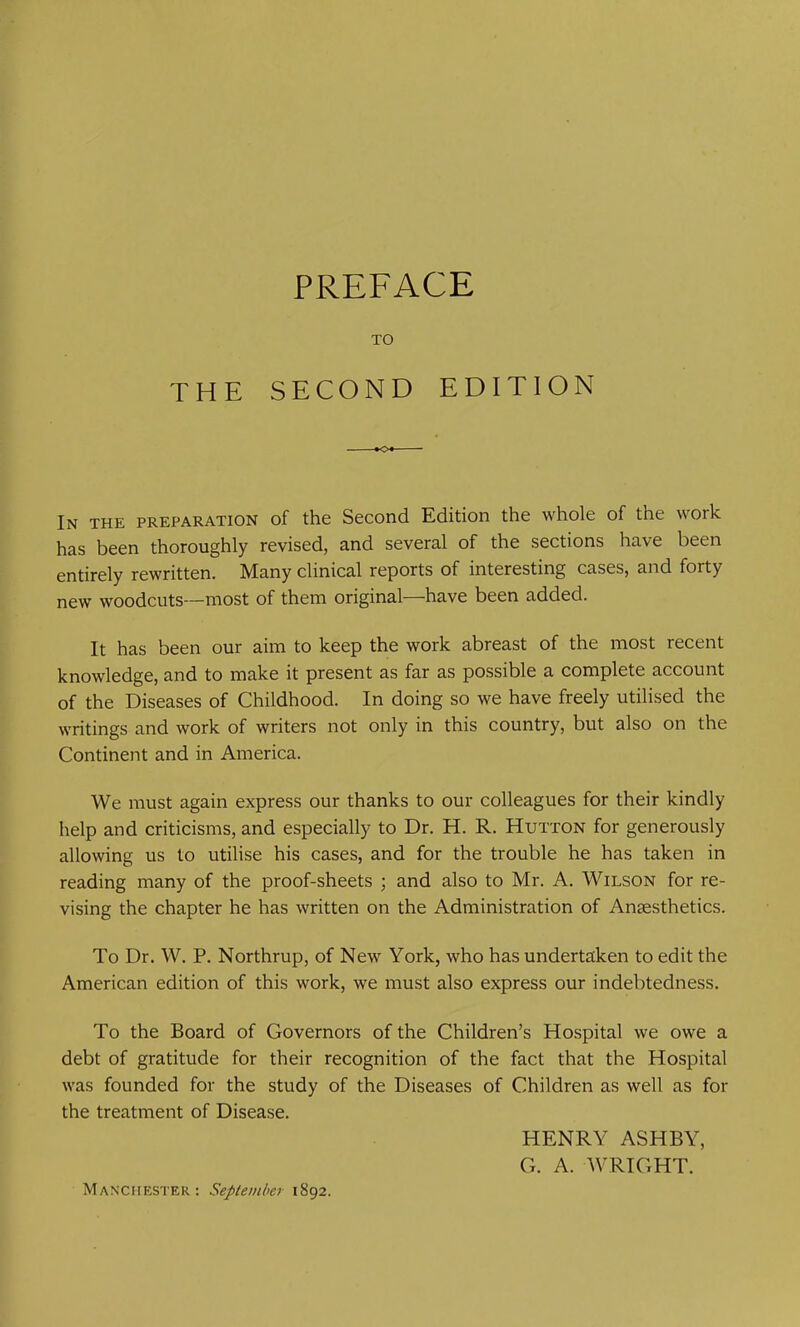 PREFACE
TO
THE SECOND EDITION
In the preparation of the Second Edition the whole of the work
has been thoroughly revised, and several of the sections have been
entirely rewritten. Many clinical reports of interesting cases, and forty
new woodcuts—most of them original—have been added.
It has been our aim to keep the work abreast of the most recent
knowledge, and to make it present as far as possible a complete account
of the Diseases of Childhood. In doing so we have freely utilised the
writings and work of writers not only in this country, but also on the
Continent and in America.
We must again express our thanks to our colleagues for their kindly
help and criticisms, and especially to Dr. H. R. Hutton for generously
allowing us to utilise his cases, and for the trouble he has taken in
reading many of the proof-sheets ; and also to Mr. A. Wilson for re-
vising the chapter he has written on the Administration of Anæsthetics.
To Dr. W. P. Northrup, of New York, who has undertaken to edit the
American edition of this work, we must also express our indebtedness.
To the Board of Governors of the Children's Hospital we owe a
debt of gratitude for their recognition of the fact that the Hospital
was founded for the study of the Diseases of Children as well as for
the treatment of Disease.
HENRY ASHBY,
G. A. WRIGHT.
Manchester : September 1892.